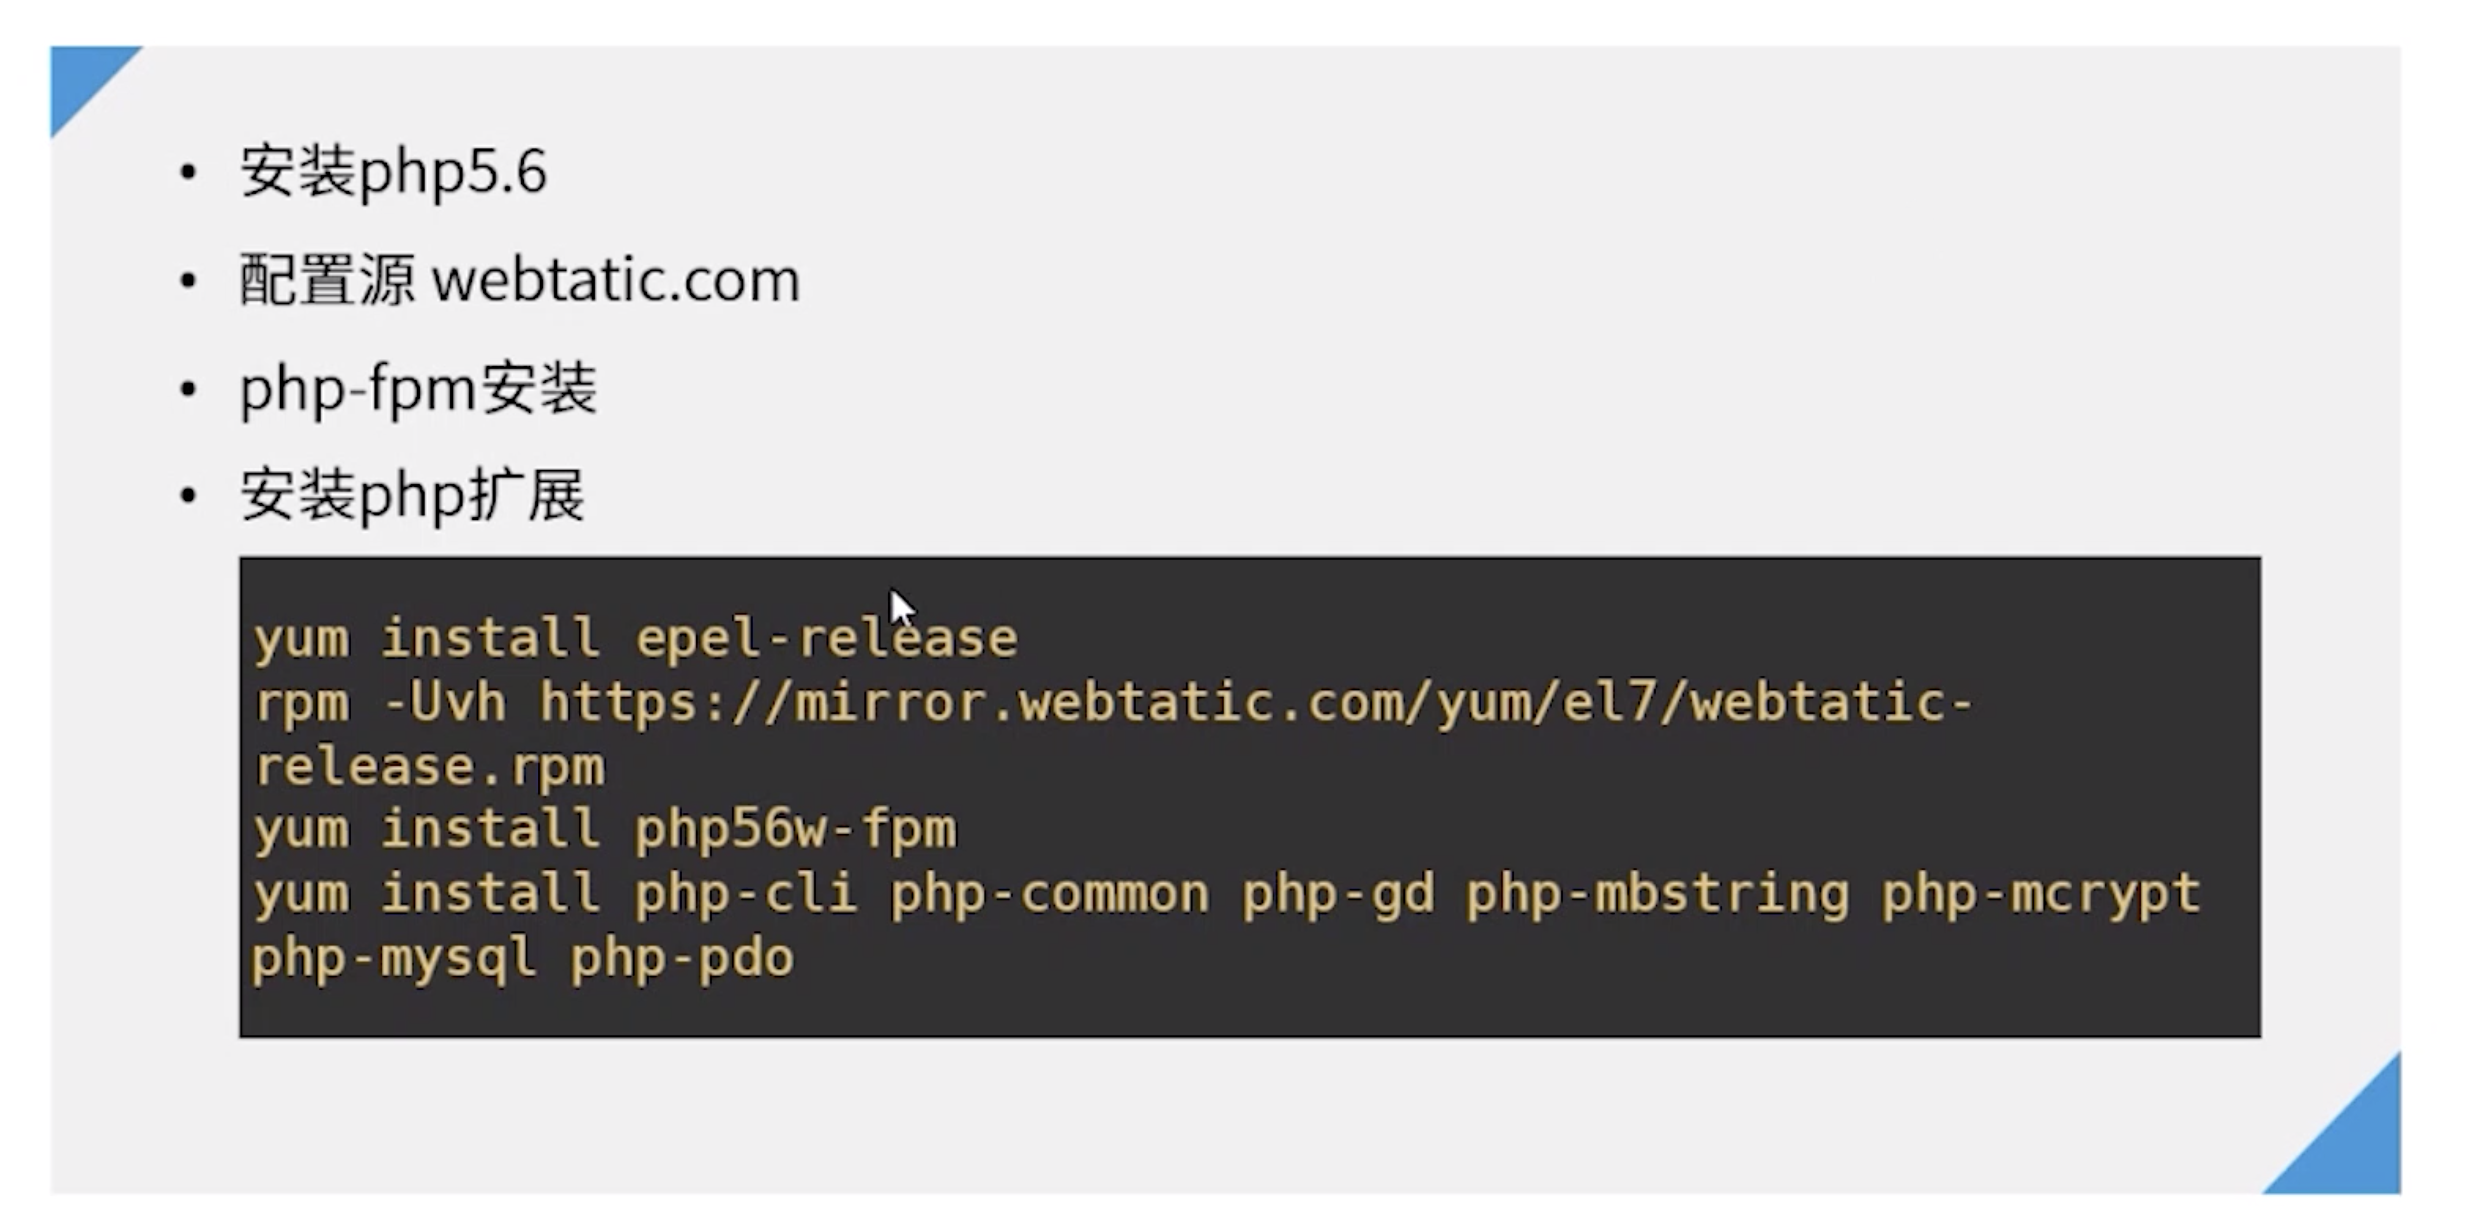 • 安装php5.6
• 配置源 webtatic.com
• php-fpm安装
• 安装php扩展
yum install epel-release
rpm -Uvh https://mirror.webtatic.com/yum/el7/webtatic-
release.rpm
yum install php56w-fpm
yum install php-cli php-common php-gd php-mbstring php-mcrypt
php-mysql php-pdo